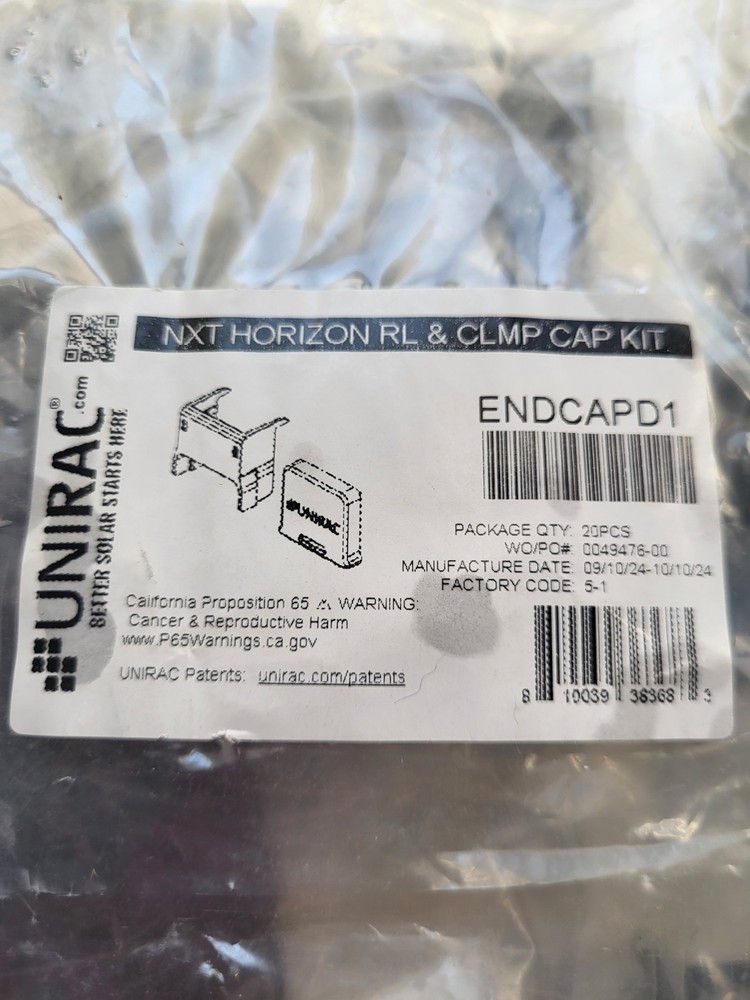 NXT HORIZON RL & CLMP CAP KIT
UNIRAC®.com
BETTER SOLAR STARTS HERE
UNIRAC
ENDCAPD1
PACKAGE QTY: 20PCS
WO/PO#: 0049476-00
MANUFACTURE DATE: 09/10/24-10/10/24
FACTORY CODE: 5-1
California Proposition 65 ⚠ WARNING:
Cancer & Reproductive Harm
www.P65Warnings.ca.gov
UNIRAC Patents: unirac.com/patents
8 10039 36368 3